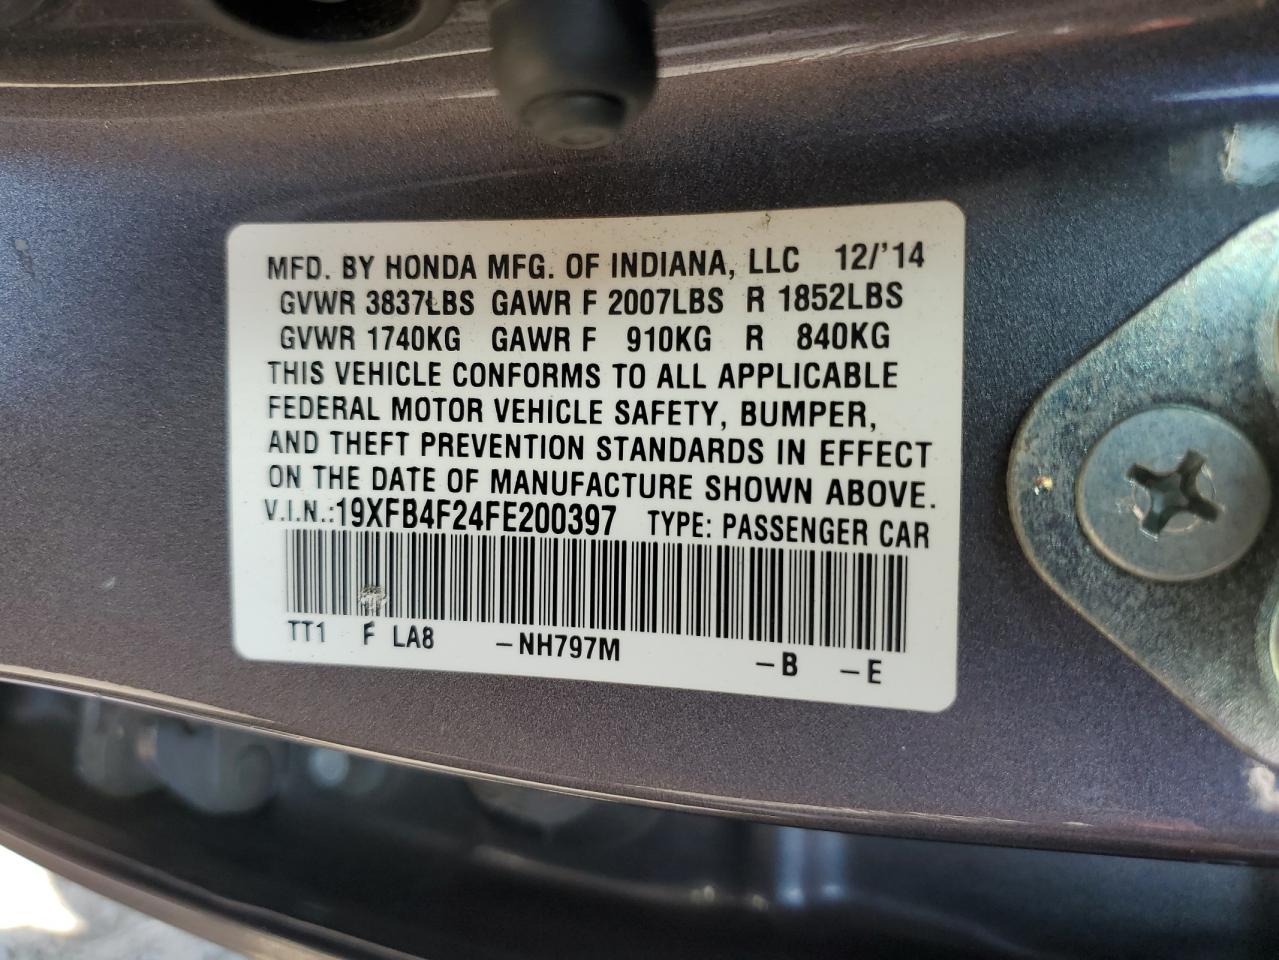 MFD. BY HONDA MFG. OF INDIANA, LLC 12/'14
GVWR 3837LBS GAWR F 2007LBS R 1852LBS
GVWR 1740KG GAWR F 910KG R 840KG
THIS VEHICLE CONFORMS TO ALL APPLICABLE
FEDERAL MOTOR VEHICLE SAFETY, BUMPER,
AND THEFT PREVENTION STANDARDS IN EFFECT
ON THE DATE OF MANUFACTURE SHOWN ABOVE.
V.I.N.:19XFB4F24FE200397 TYPE: PASSENGER CAR
TT1 F LA8 -NH797M -B -E